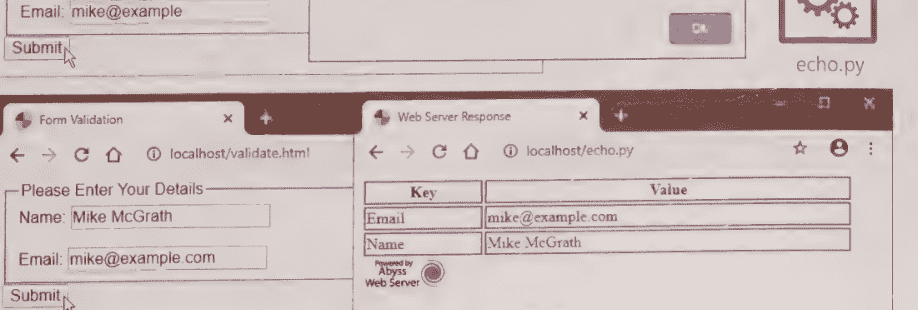 Email: mike@example
Submit
Ok
echo.py
Form Validation
localhost/validate.html
Please Enter Your Details
Name: Mike McGrath
Email: mike@example.com
Submit
Web Server Response
localhost/echo.py
Key Value
Email mike@example.com
Name Mike McGrath
Powered by
Abyss
Web Server